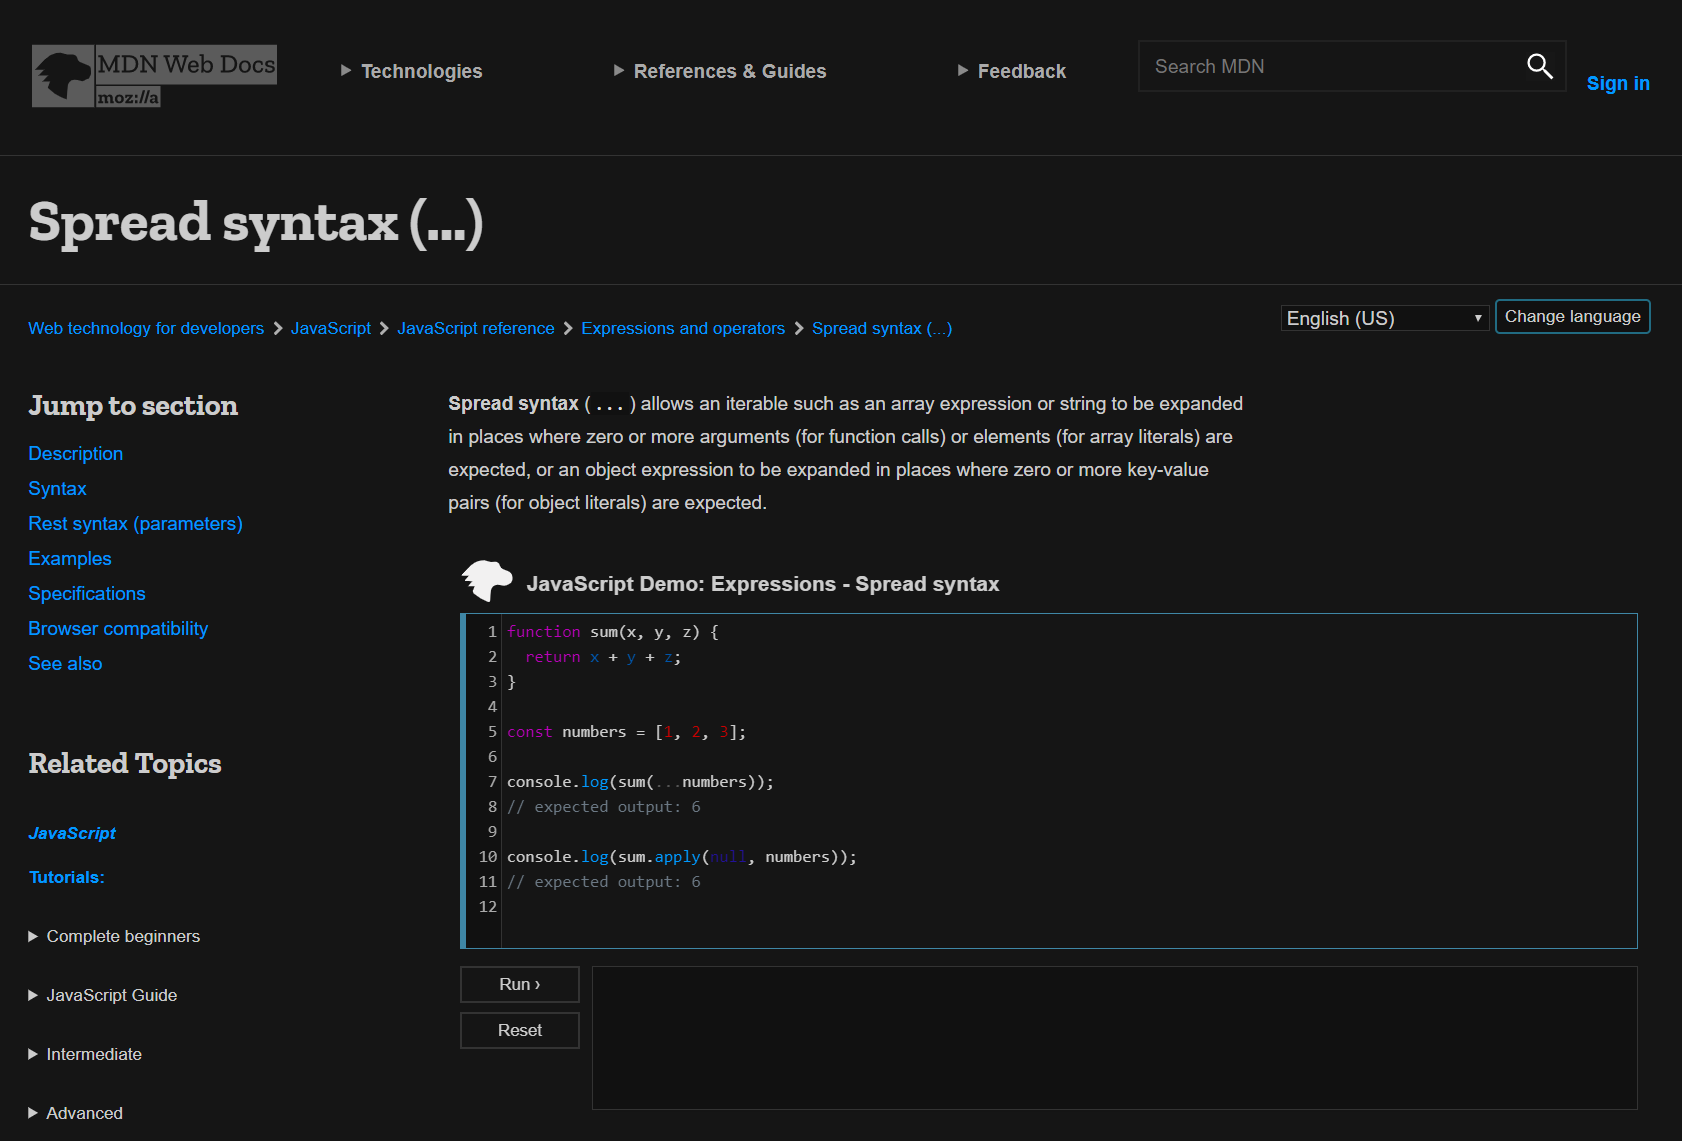 MDN Web Docs
moz://a
Technologies
References & Guides
Feedback
Search MDN
Sign in
Spread syntax (...)
Web technology for developers
JavaScript
JavaScript reference
Expressions and operators
Spread syntax (...)
English (US)
Change language
Jump to section
Description
Syntax
Rest syntax (parameters)
Examples
Specifications
Browser compatibility
See also
Related Topics
JavaScript
Tutorials:
Complete beginners
JavaScript Guide
Intermediate
Advanced
Spread syntax (...) allows an iterable such as an array expression or string to be expanded
in places where zero or more arguments (for function calls) or elements (for array literals) are
expected, or an object expression to be expanded in places where zero or more key-value
pairs (for object literals) are expected.
JavaScript Demo: Expressions - Spread syntax
1 function sum(x, y, z) {
2   return x + y + z;
3 }
4
5 const numbers = [1, 2, 3];
6
7 console.log(sum(...numbers));
8 // expected output: 6
9
10 console.log(sum.apply(null, numbers));
11 // expected output: 6
12
Run ›
Reset